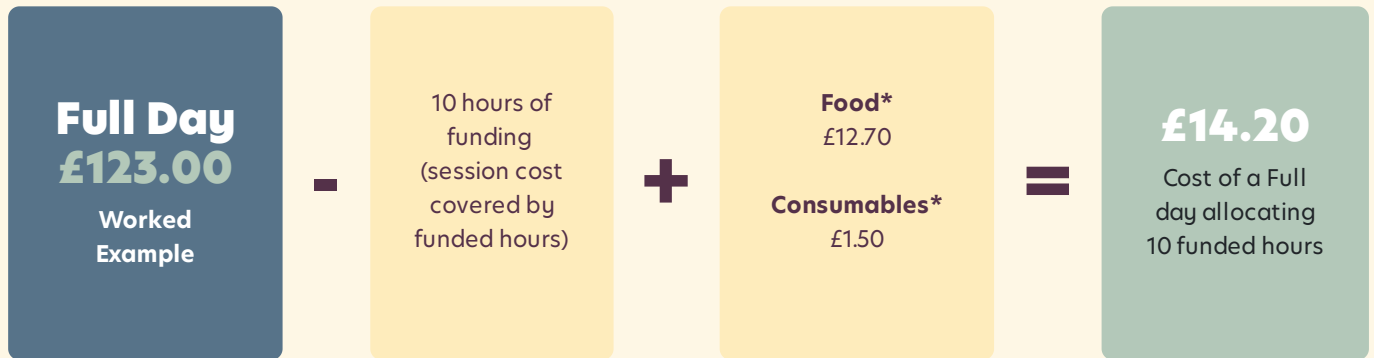 Full Day
£123.00
Worked
Example
-
10 hours of
funding
(session cost
covered by
funded hours)
+
Food*
£12.70
Consumables*
£1.50
=
£14.20
Cost of a Full
day allocating
10 funded hours